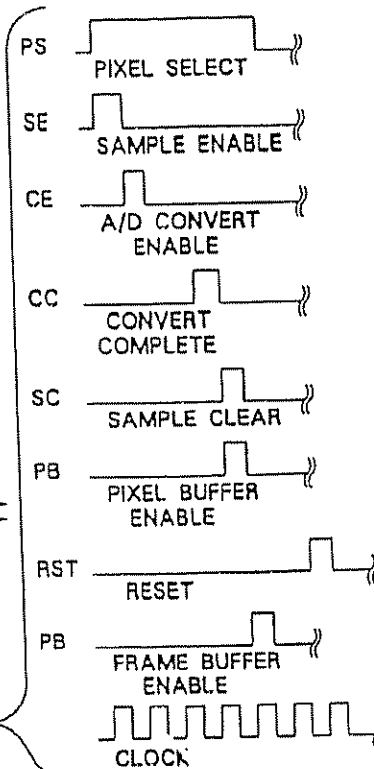 PS
PIXEL SELECT
SE
SAMPLE ENABLE
CE
A/D CONVERT
ENABLE
CC
CONVERT
COMPLETE
SC
SAMPLE CLEAR
PB
PIXEL BUFFER
ENABLE
RST
RESET
PB
FRAME BUFFER
ENABLE
CLOCK